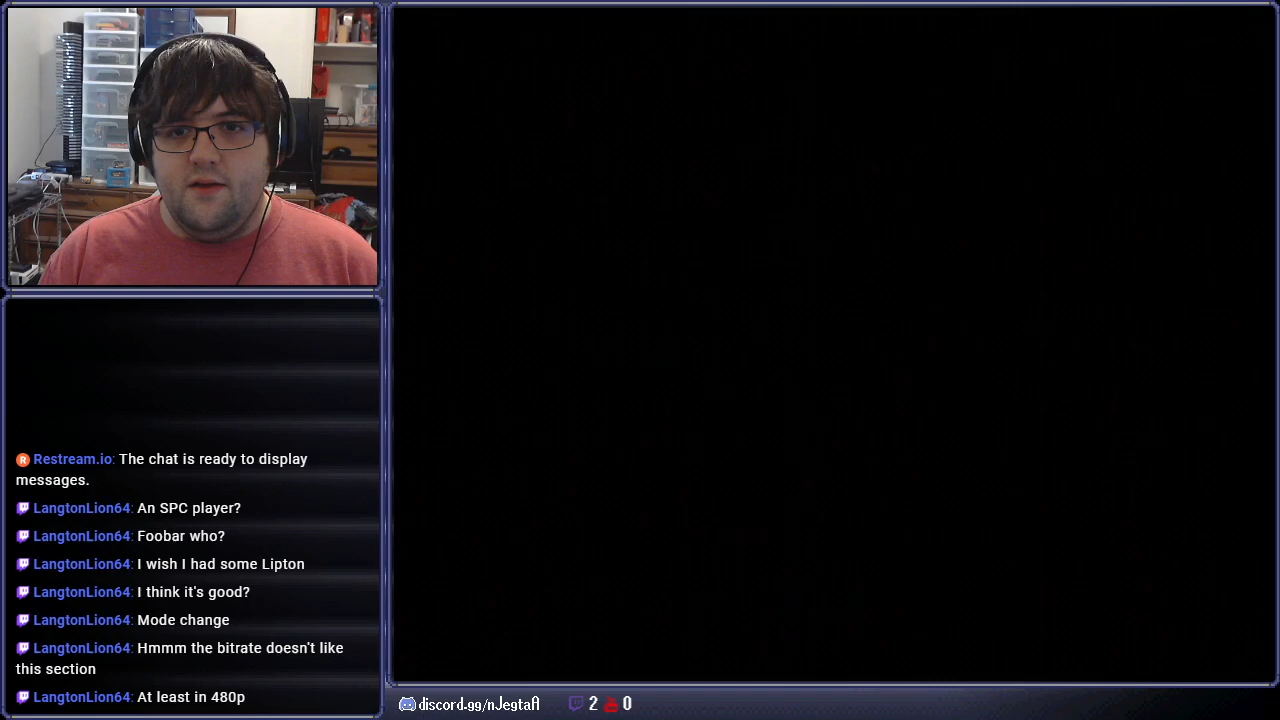 Restream.io: The chat is ready to display
messages.
LangtonLion64: An SPC player?
LangtonLion64: Foobar who?
LangtonLion64: I wish I had some Lipton
LangtonLion64: I think it's good?
LangtonLion64: Mode change
LangtonLion64: Hmmm the bitrate doesn't like
this section
LangtonLion64: At least in 480p
discord.gg/nJegtaA 2 0